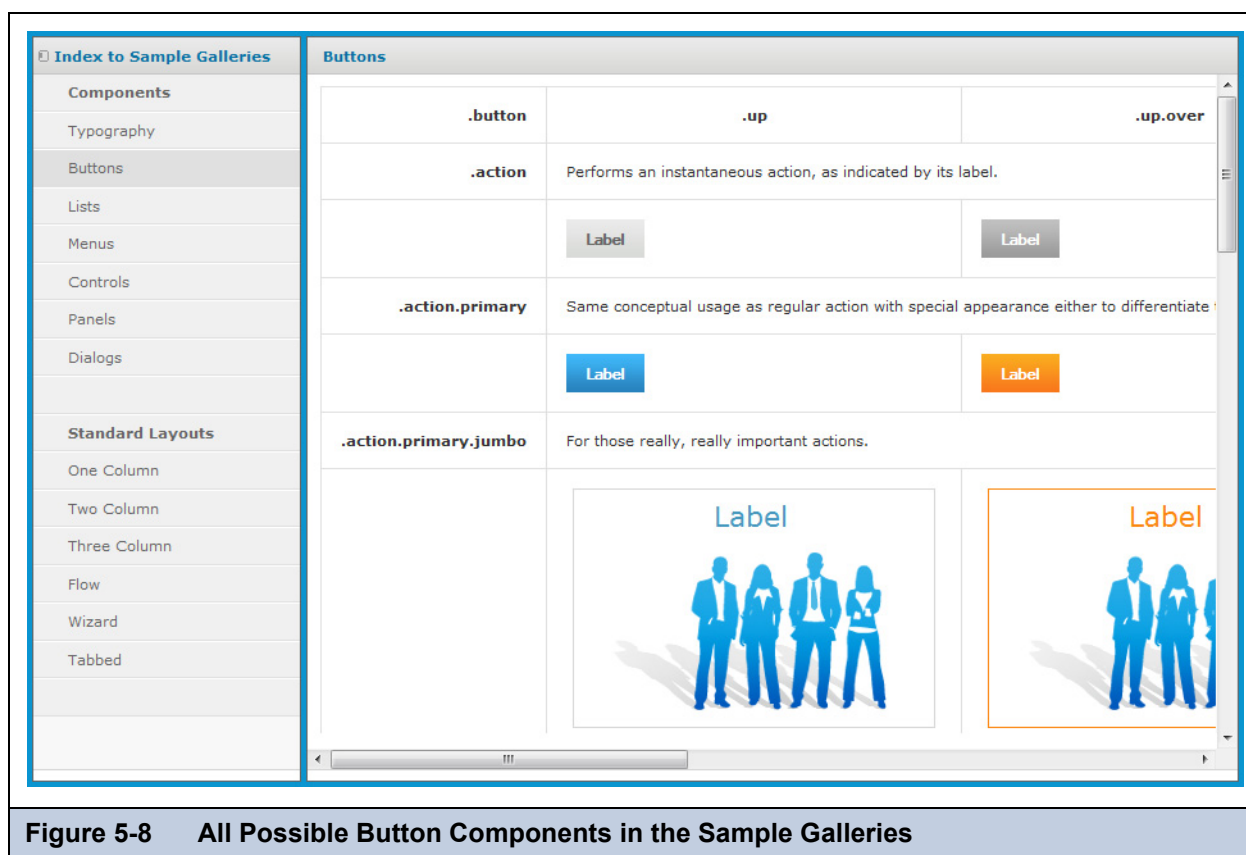 Index to Sample Galleries
Components
Typography
Buttons
Lists
Menus
Controls
Panels
Dialogs
Standard Layouts
One Column
Two Column
Three Column
Flow
Wizard
Tabbed
Buttons
.button .up .up.over
.action Performs an instantaneous action, as indicated by its label.
Label Label
.action.primary Same conceptual usage as regular action with special appearance either to differentiate
Label Label
.action.primary.jumbo For those really, really important actions.
Label Label
Figure 5-8 All Possible Button Components in the Sample Galleries